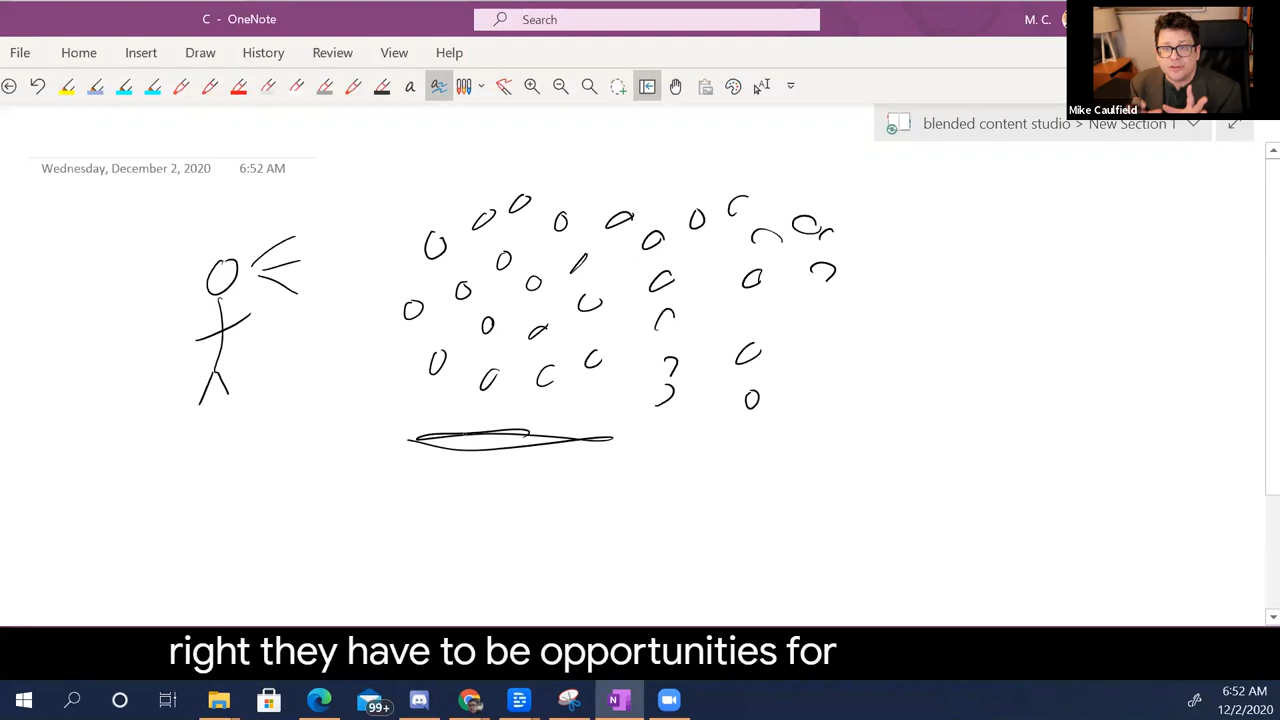 C - OneNote
Search
M. C.
Mike Caulfield
File Home Insert Draw History Review View Help
blended content studio > New Section 1
Wednesday, December 2, 2020 6:52 AM
right they have to be opportunities for
99+
6:52 AM
12/2/2020